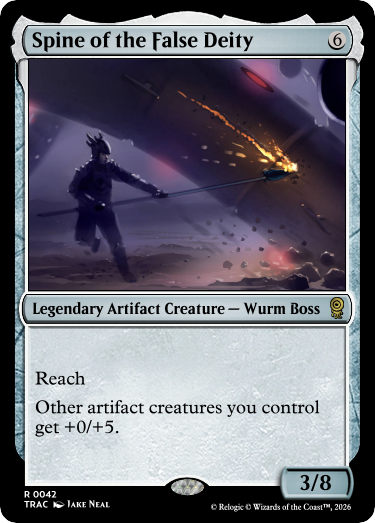 Spine of the False Deity 6
Legendary Artifact Creature — Wurm Boss
Reach
Other artifact creatures you control
get +0/+5.
3/8
R 0042
TRAC JAKE NEAL
© Relogic © Wizards of the Coast™, 2026